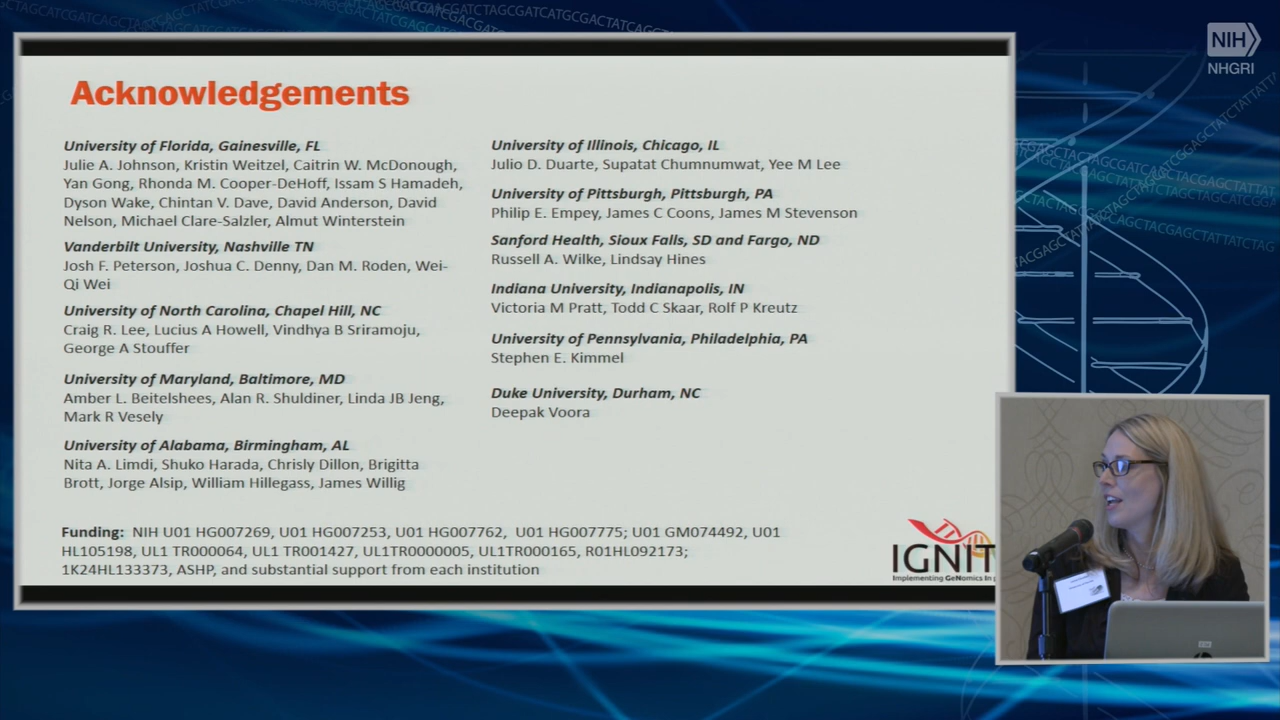 Acknowledgements
University of Florida, Gainesville, FL
Julie A. Johnson, Kristin Weitzel, Caitrin W. McDonough,
Yan Gong, Rhonda M. Cooper-DeHoff, Issam S Hamadeh,
Dyson Wake, Chintan V. Dave, David Anderson, David
Nelson, Michael Clare-Salzler, Almut Winterstein
Vanderbilt University, Nashville TN
Josh F. Peterson, Joshua C. Denny, Dan M. Roden, Wei-
Qi Wei
University of North Carolina, Chapel Hill, NC
Craig R. Lee, Lucius A Howell, Vindhya B Sriramoju,
George A Stouffer
University of Maryland, Baltimore, MD
Amber L. Beitelshees, Alan R. Shuldiner, Linda JB Jeng,
Mark R Vesely
University of Alabama, Birmingham, AL
Nita A. Limdi, Shuko Harada, Chrisly Dillon, Brigitta
Brott, Jorge Alsip, William Hillegass, James Willig
University of Illinois, Chicago, IL
Julio D. Duarte, Supatat Chumnumwat, Yee M Lee
University of Pittsburgh, Pittsburgh, PA
Philip E. Empey, James C Coons, James M Stevenson
Sanford Health, Sioux Falls, SD and Fargo, ND
Russell A. Wilke, Lindsay Hines
Indiana University, Indianapolis, IN
Victoria M Pratt, Todd C Skaar, Rolf P Kreutz
University of Pennsylvania, Philadelphia, PA
Stephen E. Kimmel
Duke University, Durham, NC
Deepak Voora
Funding: NIH U01 HG007269, U01 HG007253, U01 HG007762, U01 HG007775; U01 GM074492, U01
HL105198, UL1 TR000064, UL1 TR001427, UL1TR0000005, UL1TR000165, R01HL092173;
1K24HL133373, ASHP, and substantial support from each institution
IGNIT
Implementing GeNomics In
NIH
NHGRI